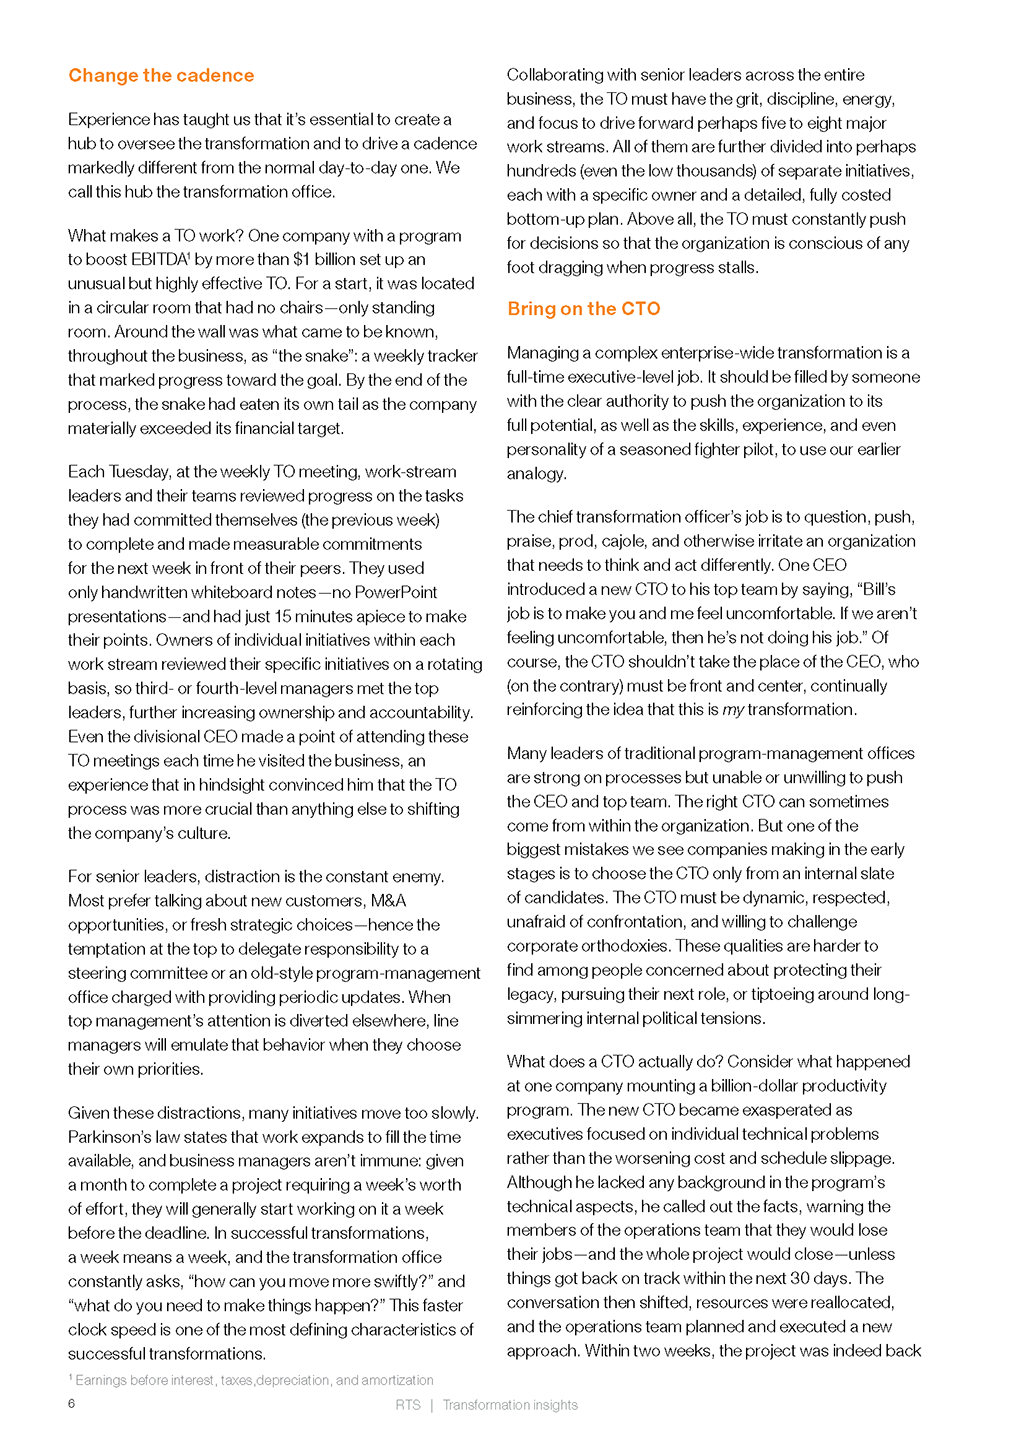 Change the cadence
Experience has taught us that it’s essential to create a
hub to oversee the transformation and to drive a cadence
markedly different from the normal day-to-day one. We
call this hub the transformation office.
What makes a TO work? One company with a program
to boost EBITDA¹ by more than $1 billion set up an
unusual but highly effective TO. For a start, it was located
in a circular room that had no chairs—only standing
room. Around the wall was what came to be known,
throughout the business, as “the snake”: a weekly tracker
that marked progress toward the goal. By the end of the
process, the snake had eaten its own tail as the company
materially exceeded its financial target.
Each Tuesday, at the weekly TO meeting, work-stream
leaders and their teams reviewed progress on the tasks
they had committed themselves (the previous week)
to complete and made measurable commitments
for the next week in front of their peers. They used
only handwritten whiteboard notes—no PowerPoint
presentations—and had just 15 minutes apiece to make
their points. Owners of individual initiatives within each
work stream reviewed their specific initiatives on a rotating
basis, so third- or fourth-level managers met the top
leaders, further increasing ownership and accountability.
Even the divisional CEO made a point of attending these
TO meetings each time he visited the business, an
experience that in hindsight convinced him that the TO
process was more crucial than anything else to shifting
the company’s culture.
For senior leaders, distraction is the constant enemy.
Most prefer talking about new customers, M&A
opportunities, or fresh strategic choices—hence the
temptation at the top to delegate responsibility to a
steering committee or an old-style program-management
office charged with providing periodic updates. When
top management’s attention is diverted elsewhere, line
managers will emulate that behavior when they choose
their own priorities.
Given these distractions, many initiatives move too slowly.
Parkinson’s law states that work expands to fill the time
available, and business managers aren’t immune: given
a month to complete a project requiring a week’s worth
of effort, they will generally start working on it a week
before the deadline. In successful transformations,
a week means a week, and the transformation office
constantly asks, “how can you move more swiftly?” and
“what do you need to make things happen?” This faster
clock speed is one of the most defining characteristics of
successful transformations.
Collaborating with senior leaders across the entire
business, the TO must have the grit, discipline, energy,
and focus to drive forward perhaps five to eight major
work streams. All of them are further divided into perhaps
hundreds (even the low thousands) of separate initiatives,
each with a specific owner and a detailed, fully costed
bottom-up plan. Above all, the TO must constantly push
for decisions so that the organization is conscious of any
foot dragging when progress stalls.
Bring on the CTO
Managing a complex enterprise-wide transformation is a
full-time executive-level job. It should be filled by someone
with the clear authority to push the organization to its
full potential, as well as the skills, experience, and even
personality of a seasoned fighter pilot, to use our earlier
analogy.
The chief transformation officer’s job is to question, push,
praise, prod, cajole, and otherwise irritate an organization
that needs to think and act differently. One CEO
introduced a new CTO to his top team by saying, “Bill’s
job is to make you and me feel uncomfortable. If we aren’t
feeling uncomfortable, then he’s not doing his job.” Of
course, the CTO shouldn’t take the place of the CEO, who
(on the contrary) must be front and center, continually
reinforcing the idea that this is my transformation.
Many leaders of traditional program-management offices
are strong on processes but unable or unwilling to push
the CEO and top team. The right CTO can sometimes
come from within the organization. But one of the
biggest mistakes we see companies making in the early
stages is to choose the CTO only from an internal slate
of candidates. The CTO must be dynamic, respected,
unafraid of confrontation, and willing to challenge
corporate orthodoxies. These qualities are harder to
find among people concerned about protecting their
legacy, pursuing their next role, or tiptoeing around long-
simmering internal political tensions.
What does a CTO actually do? Consider what happened
at one company mounting a billion-dollar productivity
program. The new CTO became exasperated as
executives focused on individual technical problems
rather than the worsening cost and schedule slippage.
Although he lacked any background in the program’s
technical aspects, he called out the facts, warning the
members of the operations team that they would lose
their jobs—and the whole project would close—unless
things got back on track within the next 30 days. The
conversation then shifted, resources were reallocated,
and the operations team planned and executed a new
approach. Within two weeks, the project was indeed back
¹ Earnings before interest, taxes,depreciation, and amortization
6
RTS | Transformation insights